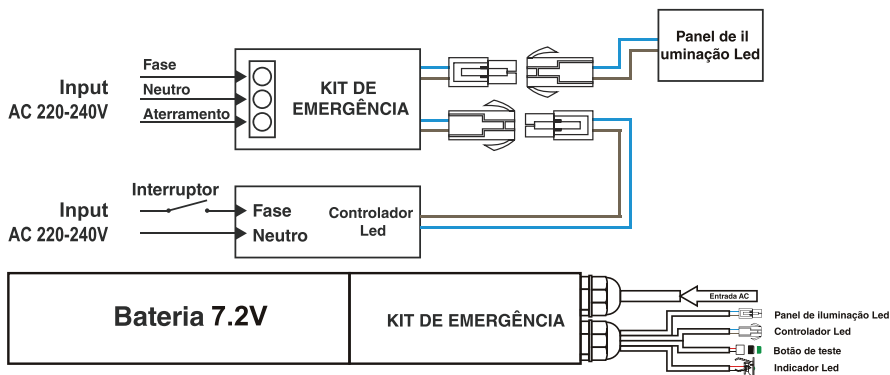 Panel de il
uminação Led
Input
AC 220-240V
Fase
Neutro
Aterramento
KIT DE
EMERGÊNCIA
Input
AC 220-240V
Interruptor
Fase
Neutro
Controlador
Led
Bateria 7.2V
KIT DE EMERGÊNCIA
Entrada AC
Panel de iluminação Led
Controlador Led
Botão de teste
Indicador Led